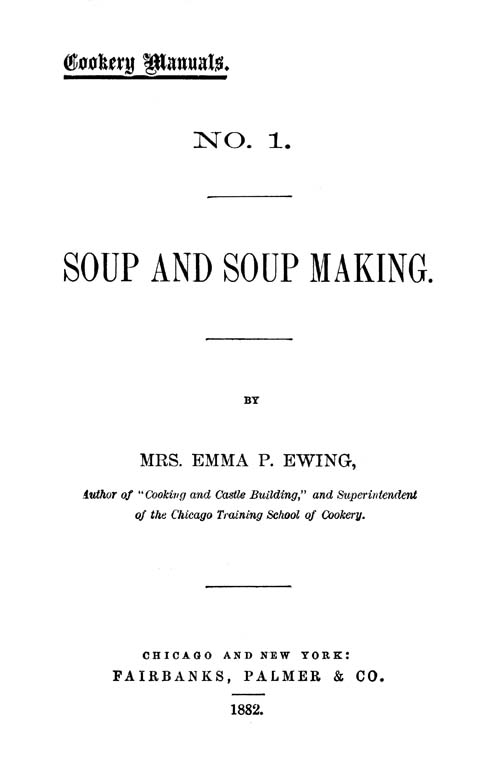 Cookery Manuals.
NO. 1.
SOUP AND SOUP MAKING.
BY
MRS. EMMA P. EWING,
Author of "Cooking and Castle Building," and Superintendent
of the Chicago Training School of Cookery.
CHICAGO AND NEW YORK:
FAIRBANKS, PALMER & CO.
1882.